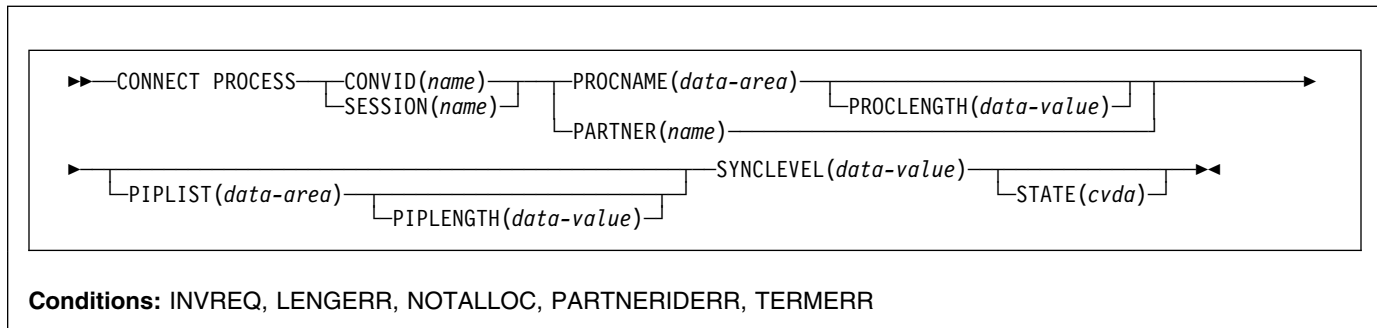 CONNECT PROCESS CONVID(name) PROCNAME(data-area)
SESSION(name) PROCLENGTH(data-value)
PARTNER(name)
SYNCLEVEL(data-value)
PIPLIST(data-area) STATE(cvda)
PIPLENGTH(data-value)
Conditions: INVREQ, LENGERR, NOTALLOC, PARTNERIDERR, TERMERR